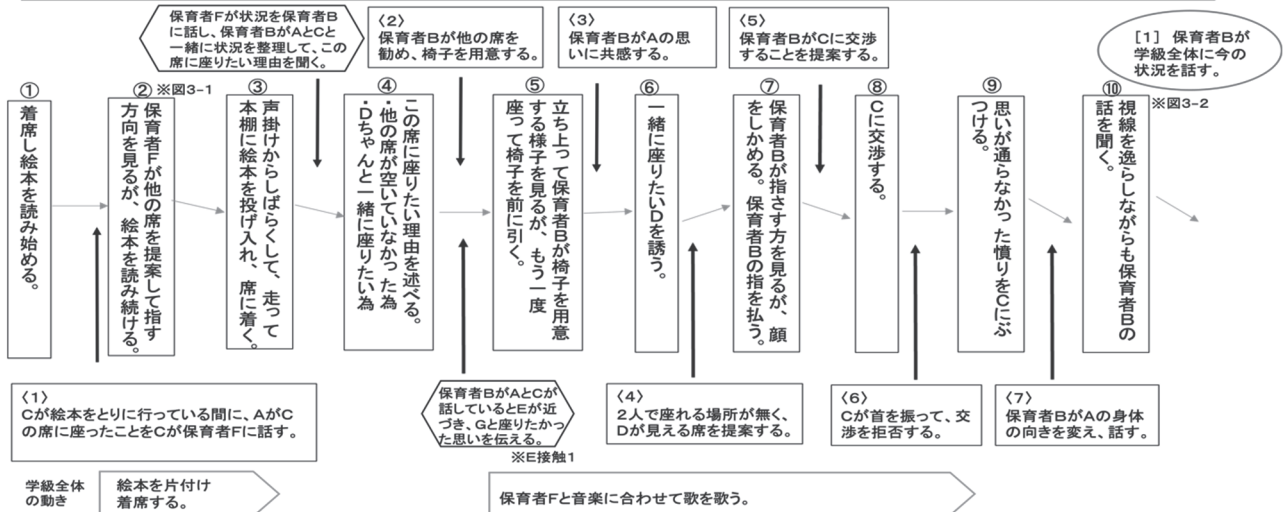 保育者Fが状況を保育者B
に話し、保育者BがAとCと
一緒に状況を整理して、この
席に座りたい理由を聞く。
〈2〉
保育者Bが他の席を
勧め、椅子を用意する。
〈3〉
保育者BがAの思
いに共感する。
〈5〉
保育者BがCに交渉
することを提案する。
[1] 保育者Bが
学級全体に今の
状況を話す。
①
着席し絵本を読み始める。
② ※図3-1
保育者Fが他の席を提案して指す
方向を見るが、絵本を読み続ける。
③
声掛けからしばらくして、走って
本棚に絵本を投げ入れ、席に着く。
④
この席に座りたい理由を述べる。
・他の席が空いていなかった為
・Dちゃんと一緒に座りたい為
⑤
立ち上って保育者Bが椅子を用意
する様子を見るが、もう一度
座って椅子を前に引く。
⑥
一緒に座りたいDを誘う。
⑦
保育者Bが指さす方を見るが、顔
をしかめる。保育者Bの指を払う。
⑧
Cに交渉する。
⑨
思いが通らなかった憤りをCにぶ
つける。
⑩
※図3-2
視線を逸らしながらも保育者Bの
話を聞く。
〈1〉
Cが絵本をとりに行っている間に、AがC
の席に座ったことをCが保育者Fに話す。
保育者BがAとCが
話しているとEが近
づき、Gと座りたかっ
た思いを伝える。
※E接触1
〈4〉
2人で座れる場所が無く、
Dが見える席を提案する。
〈6〉
Cが首を振って、交
渉を拒否する。
〈7〉
保育者BがAの身体
の向きを変え、話す。
学級全体
の動き
絵本を片付け
着席する。
保育者Fと音楽に合わせて歌を歌う。